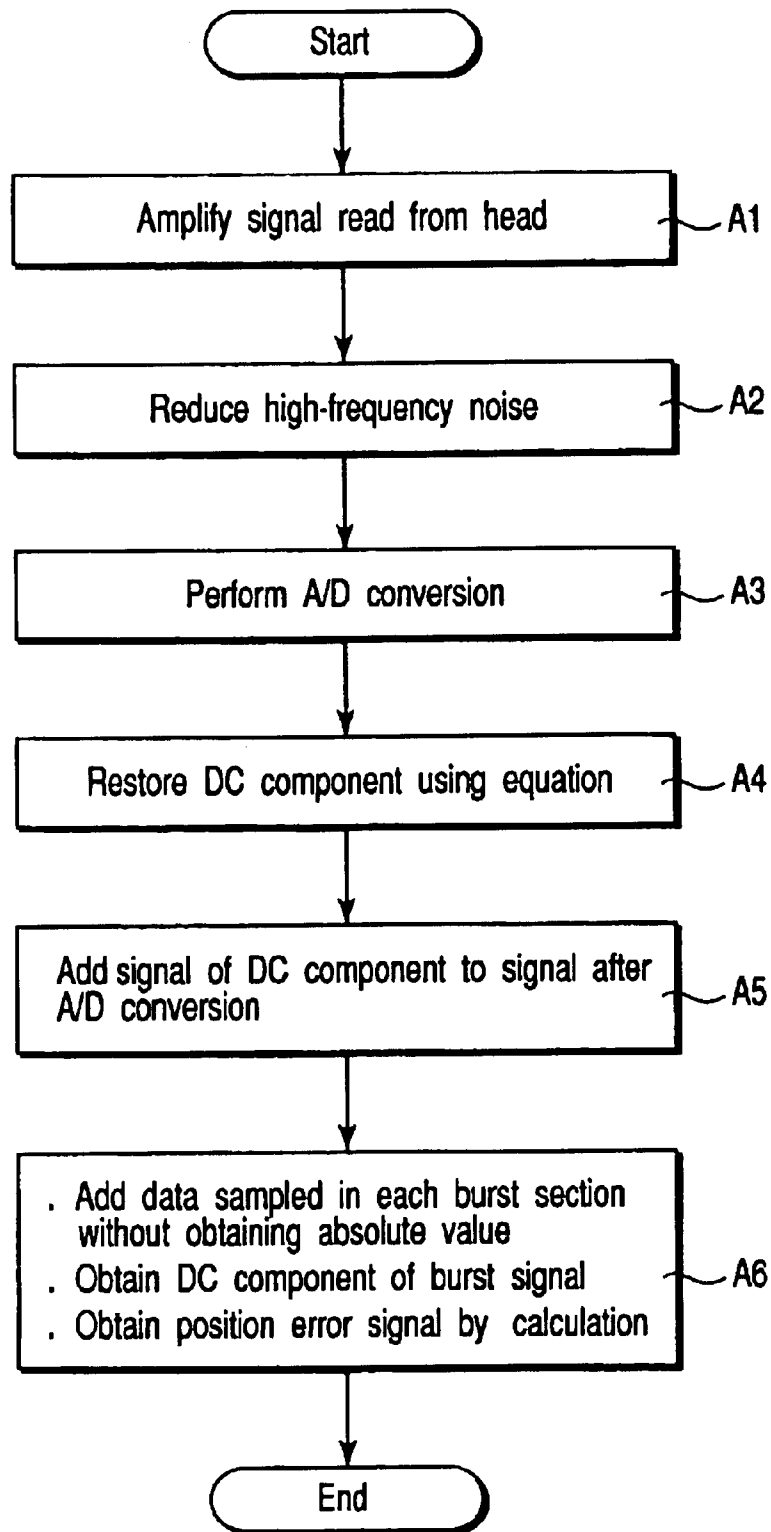 Start
Amplify signal read from head
A1
Reduce high-frequency noise
A2
Perform A/D conversion
A3
Restore DC component using equation
A4
Add signal of DC component to signal after
A/D conversion
A5
. Add data sampled in each burst section
without obtaining absolute value
. Obtain DC component of burst signal
. Obtain position error signal by calculation
A6
End